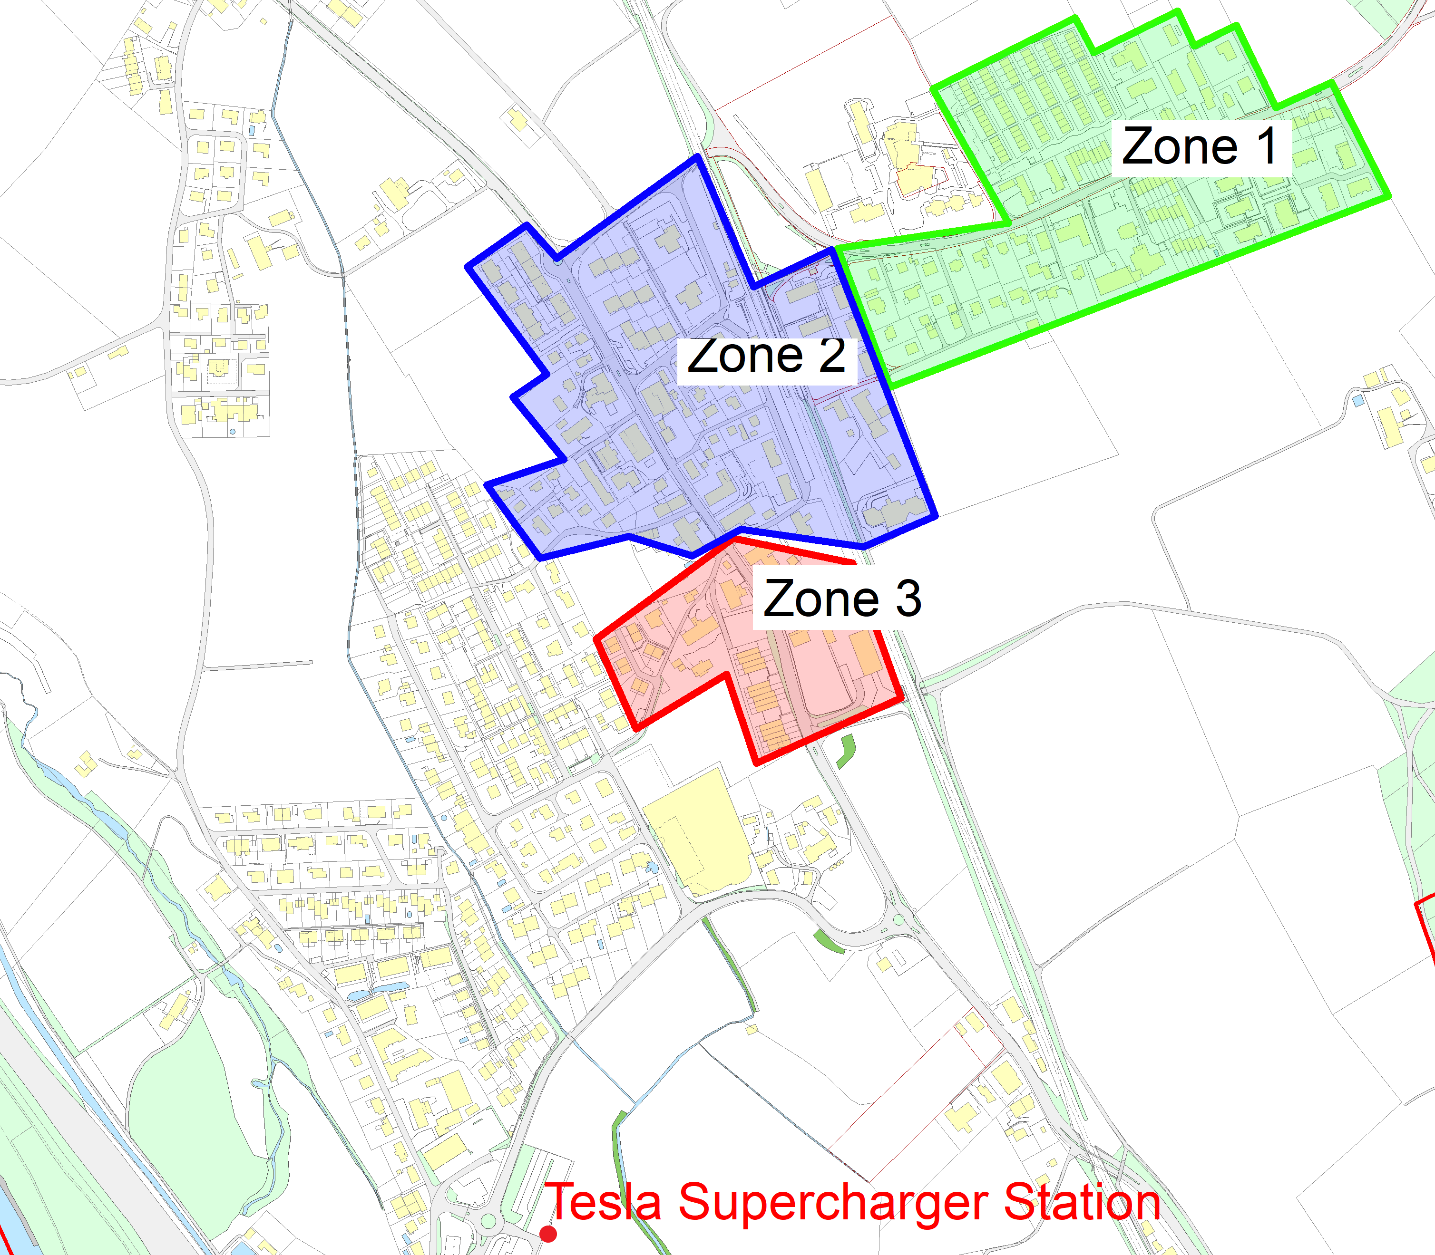 Zone 1
Zone 2
Zone 3
Tesla Supercharger Station